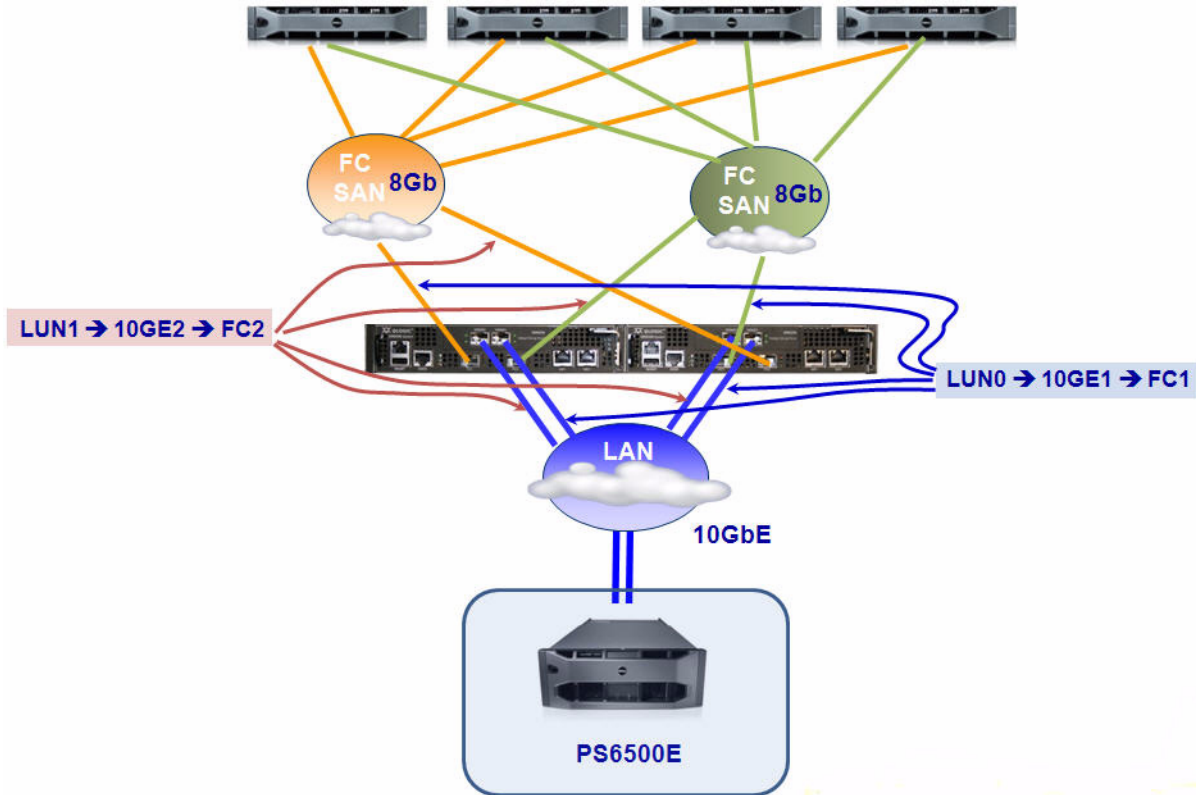 FC
SAN 8Gb
FC
SAN 8Gb
LUN1 ➔ 10GE2 ➔ FC2
LUN0 ➔ 10GE1 ➔ FC1
LAN
10GbE
PS6500E